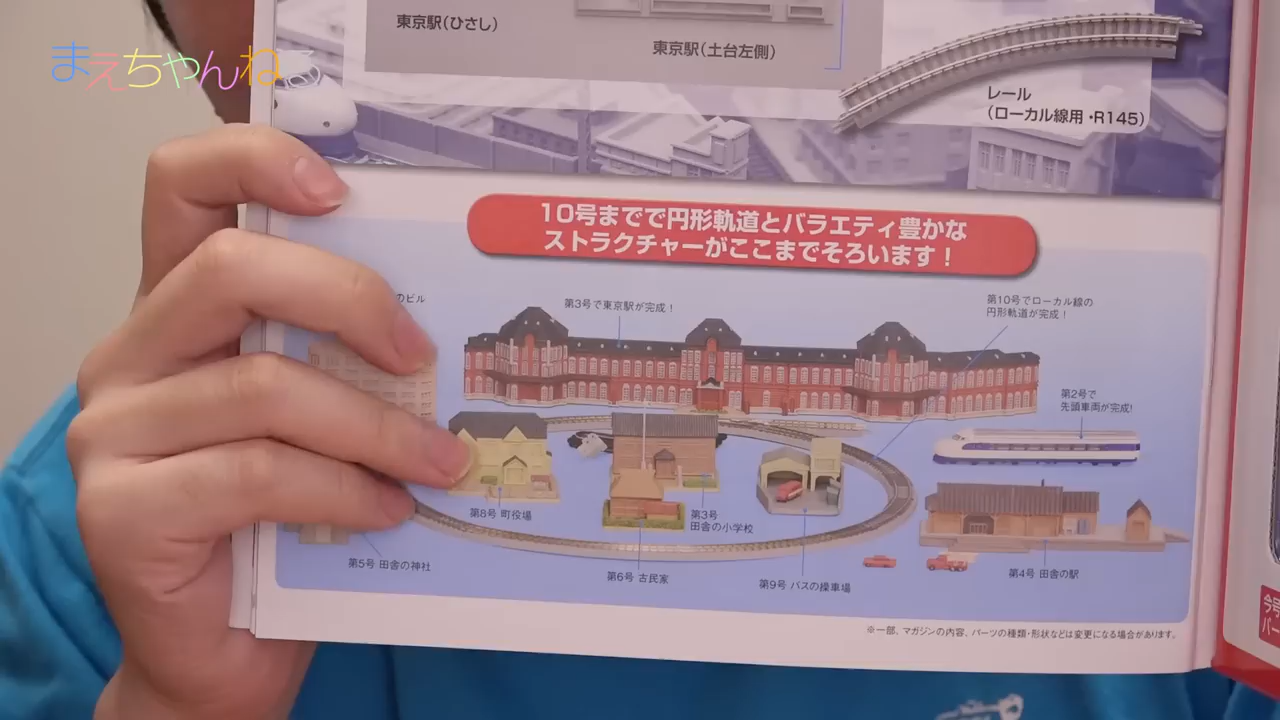 まえちゃんね
東京駅(ひさし)
東京駅(土台左側)
レール
(ローカル線用・R145)
10号までで円形軌道とバラエティ豊かな
ストラクチャーがここまでそろいます!
のビル
第3号で東京駅が完成!
第10号でローカル線の
円形軌道が完成!
第2号で
先頭車両が完成!
第8号 町役場
第3号
田舎の小学校
第5号 田舎の神社
第6号 古民家
第9号 バスの操車場
第4号 田舎の駅
※一部、マガジンの内容、パーツの種類・形状などは変更になる場合があります。
今号
パー